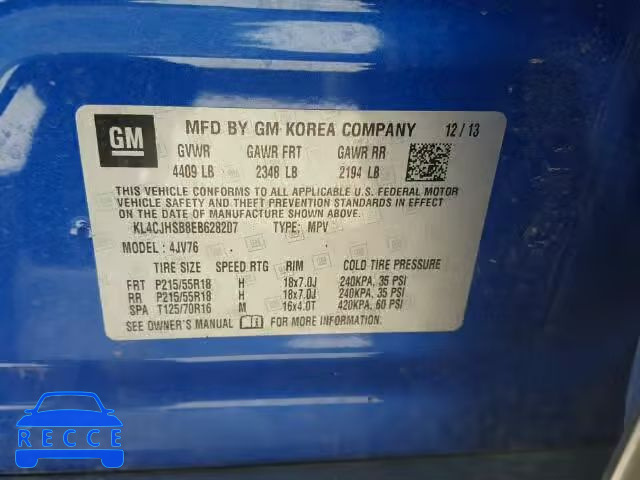 GM
MFD BY GM KOREA COMPANY 12/13
GVWR GAWR FRT GAWR RR
4409 LB 2348 LB 2194 LB
THIS VEHICLE CONFORMS TO ALL APPLICABLE U.S. FEDERAL MOTOR
VEHICLE SAFETY AND THEFT PREVENTION STANDARDS IN EFFECT
ON THE DATE OF MANUFACTURE SHOWN ABOVE.
KL4CJHSB8EB628207 TYPE: MPV
MODEL: 4JV76
TIRE SIZE SPEED RTG RIM COLD TIRE PRESSURE
FRT P215/55R18 H 18x7.0J 240KPA, 35 PSI
RR P215/55R18 H 18x7.0J 240KPA, 35 PSI
SPA T125/70R16 M 16x4.0T 420KPA, 60 PSI
SEE OWNER'S MANUAL FOR MORE INFORMATION.
RECCE